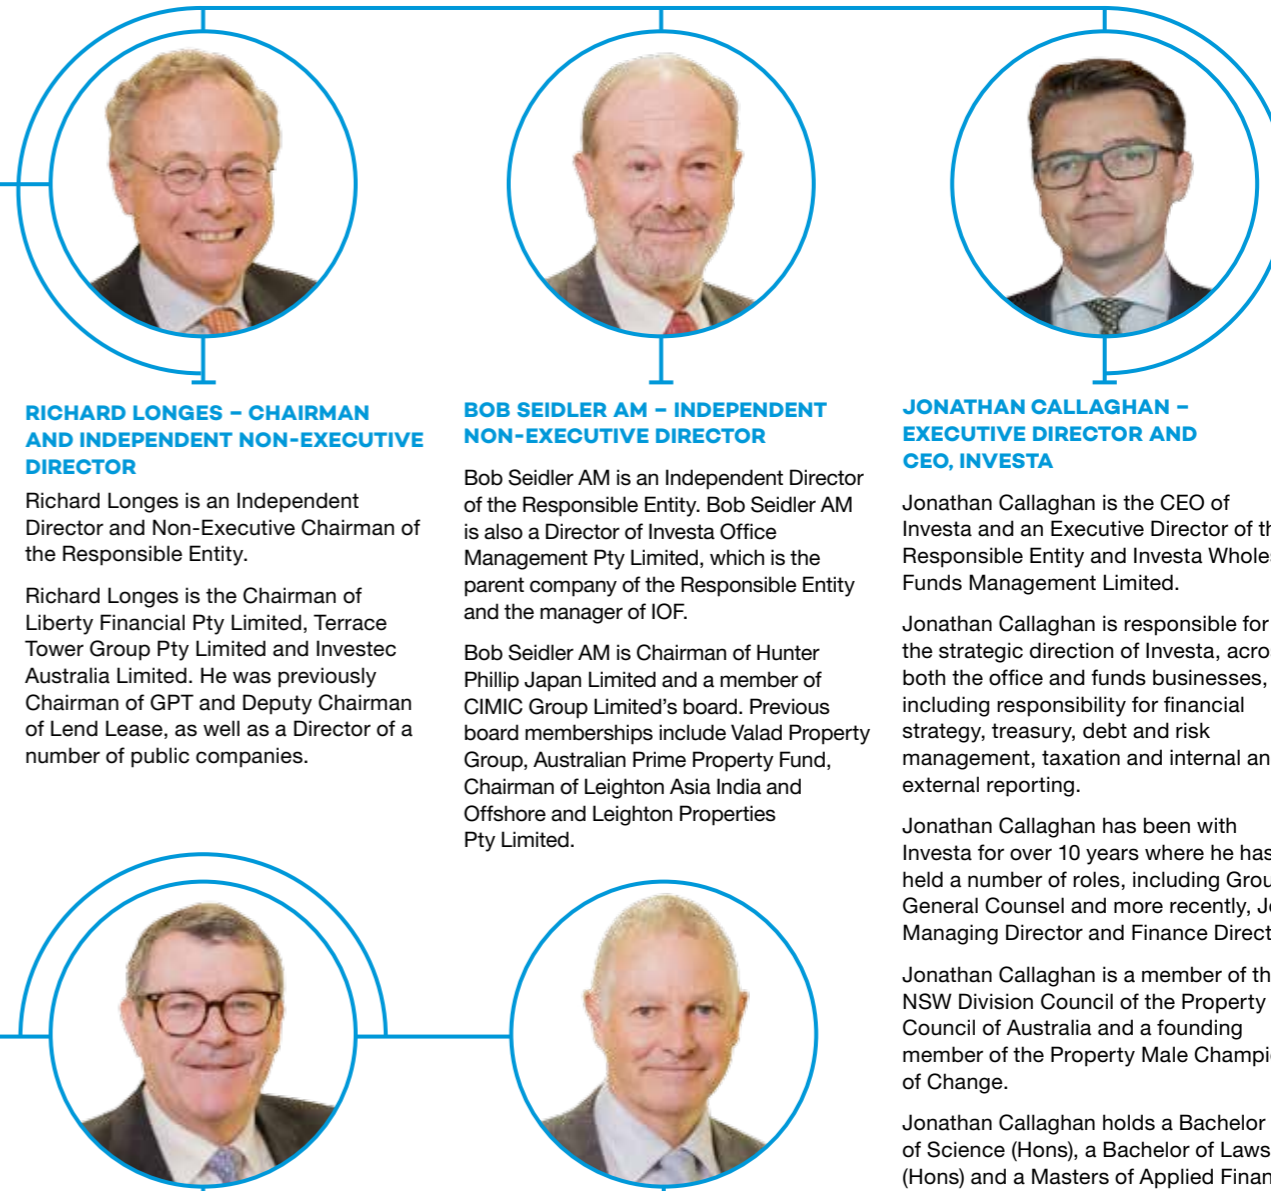 RICHARD LONGES – CHAIRMAN
AND INDEPENDENT NON-EXECUTIVE
DIRECTOR
Richard Longes is an Independent
Director and Non-Executive Chairman of
the Responsible Entity.
Richard Longes is the Chairman of
Liberty Financial Pty Limited, Terrace
Tower Group Pty Limited and Investec
Australia Limited. He was previously
Chairman of GPT and Deputy Chairman
of Lend Lease, as well as a Director of a
number of public companies.
BOB SEIDLER AM – INDEPENDENT
NON-EXECUTIVE DIRECTOR
Bob Seidler AM is an Independent Director
of the Responsible Entity. Bob Seidler AM
is also a Director of Investa Office
Management Pty Limited, which is the
parent company of the Responsible Entity
and the manager of IOF.
Bob Seidler AM is Chairman of Hunter
Phillip Japan Limited and a member of
CIMIC Group Limited’s board. Previous
board memberships include Valad Property
Group, Australian Prime Property Fund,
Chairman of Leighton Asia India and
Offshore and Leighton Properties
Pty Limited.
JONATHAN CALLAGHAN –
EXECUTIVE DIRECTOR AND
CEO, INVESTA
Jonathan Callaghan is the CEO of
Investa and an Executive Director of
Responsible Entity and Investa
Funds Management Limited.
Jonathan Callaghan is responsible for
the strategic direction of Investa,
both the office and funds businesses,
including responsibility for financial
strategy, treasury, debt and risk
management, taxation and internal
external reporting.
Jonathan Callaghan has been with
Investa for over 10 years where he has
held a number of roles, including
General Counsel and more recently,
Managing Director and Finance
Jonathan Callaghan is a member of
NSW Division Council of the Property
Council of Australia and a founding
member of the Property Male
of Change.
Jonathan Callaghan holds a Bachelor
of Science (Hons), a Bachelor of Laws
(Hons) and a Masters of Applied